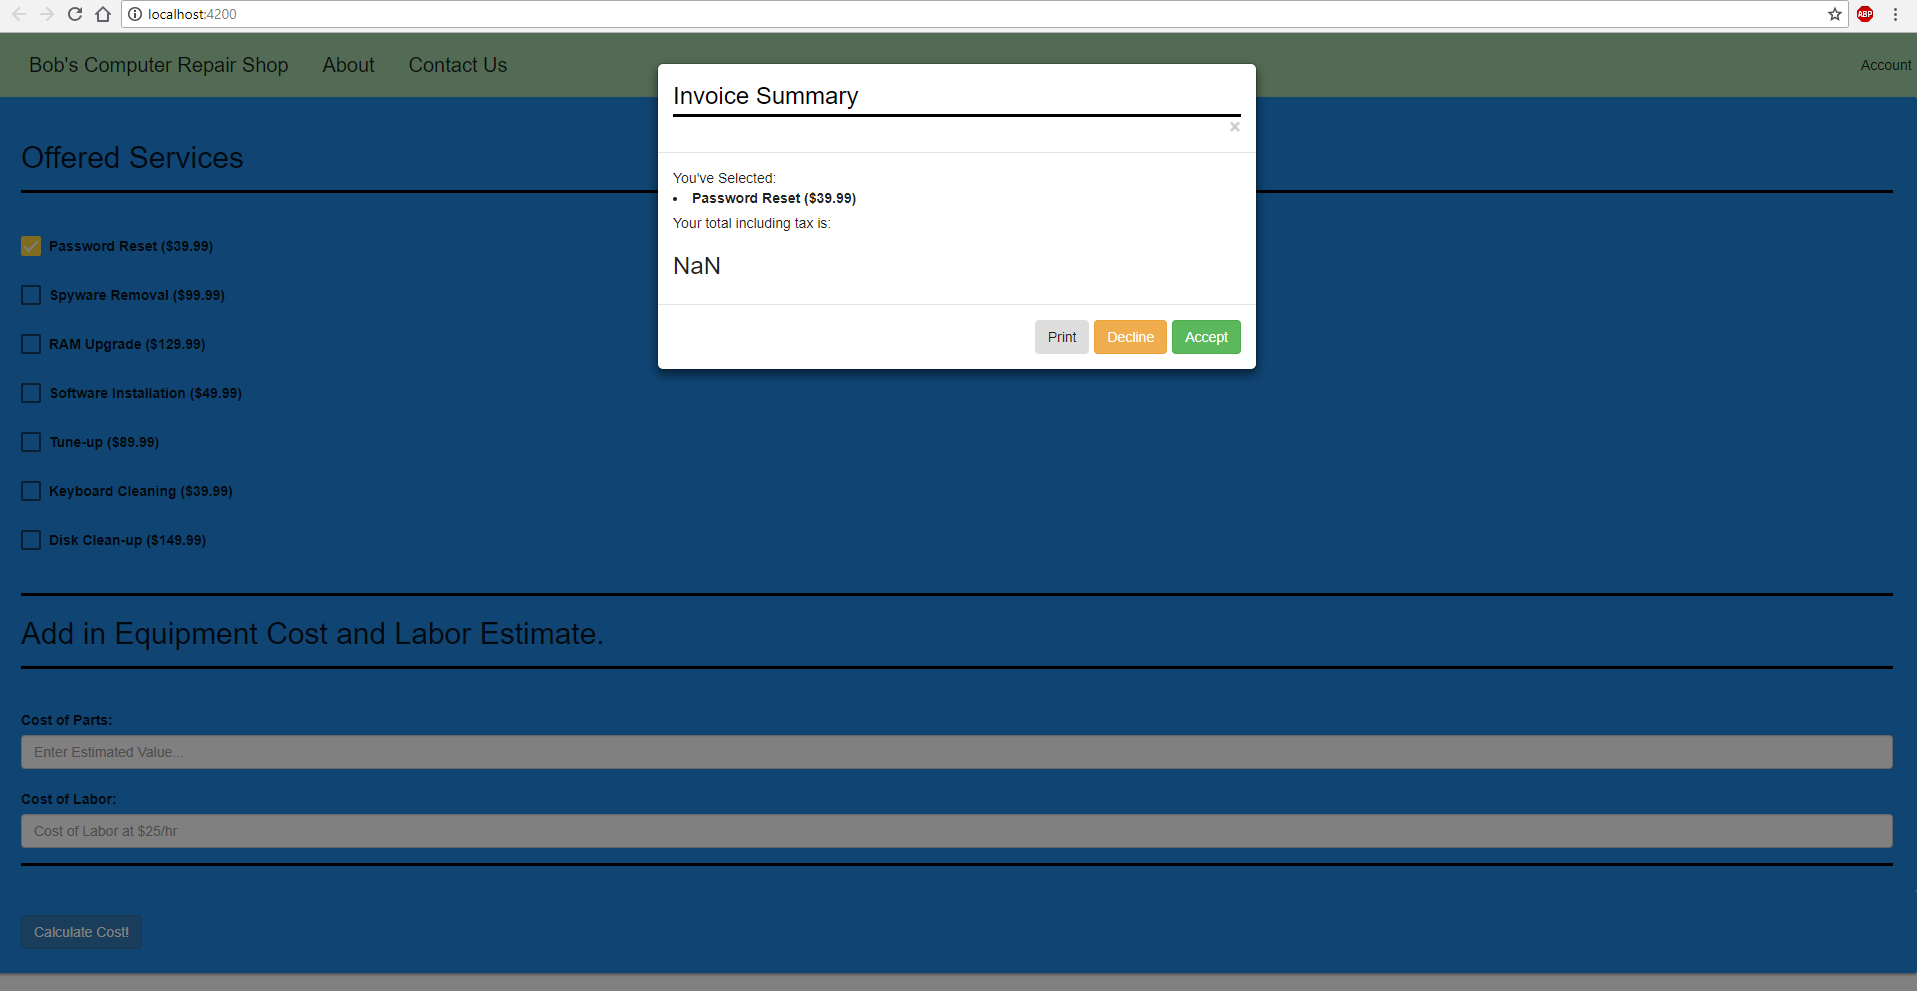 localhost:4200
ABP
Bob's Computer Repair Shop About Contact Us Account
Invoice Summary
×
You've Selected:
• Password Reset ($39.99)
Your total including tax is:
NaN
Print Decline Accept
Offered Services
Password Reset ($39.99)
Spyware Removal ($99.99)
RAM Upgrade ($129.99)
Software Installation ($49.99)
Tune-up ($89.99)
Keyboard Cleaning ($39.99)
Disk Clean-up ($149.99)
Add in Equipment Cost and Labor Estimate.
Cost of Parts:
Enter Estimated Value...
Cost of Labor:
Cost of Labor at $25/hr
Calculate Cost!